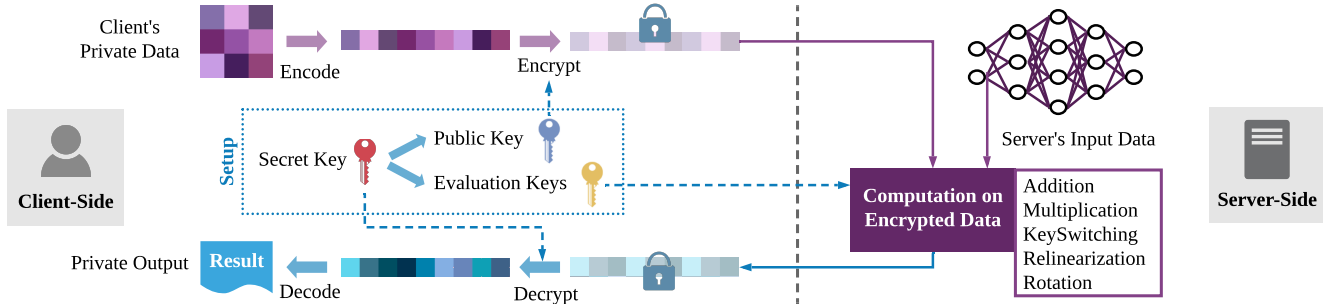 Client's
Private Data
Encode
Encrypt
Setup
Secret Key
Public Key
Evaluation Keys
Client-Side
Server's Input Data
Computation on
Encrypted Data
Addition
Multiplication
KeySwitching
Relinearization
Rotation
Server-Side
Private Output
Result
Decode
Decrypt